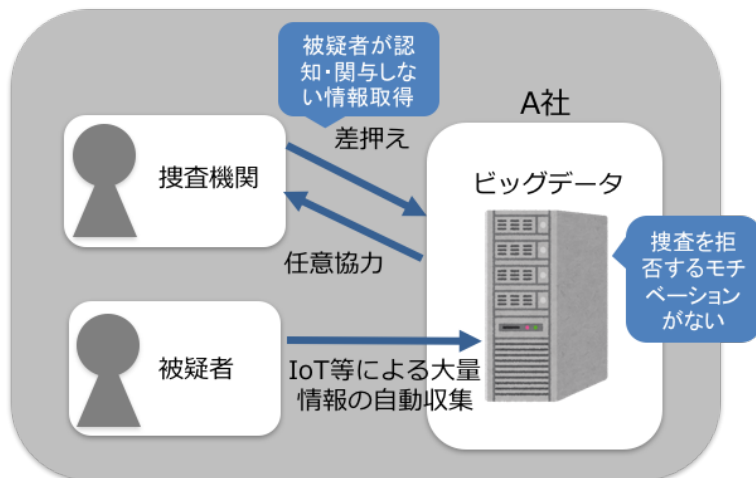 被疑者が認
知・関与しな
い情報取得
A社
差押え
捜査機関
ビッグデータ
捜査を拒
否するモチ
ベーション
がない
任意協力
被疑者
IoT等による大量
情報の自動収集